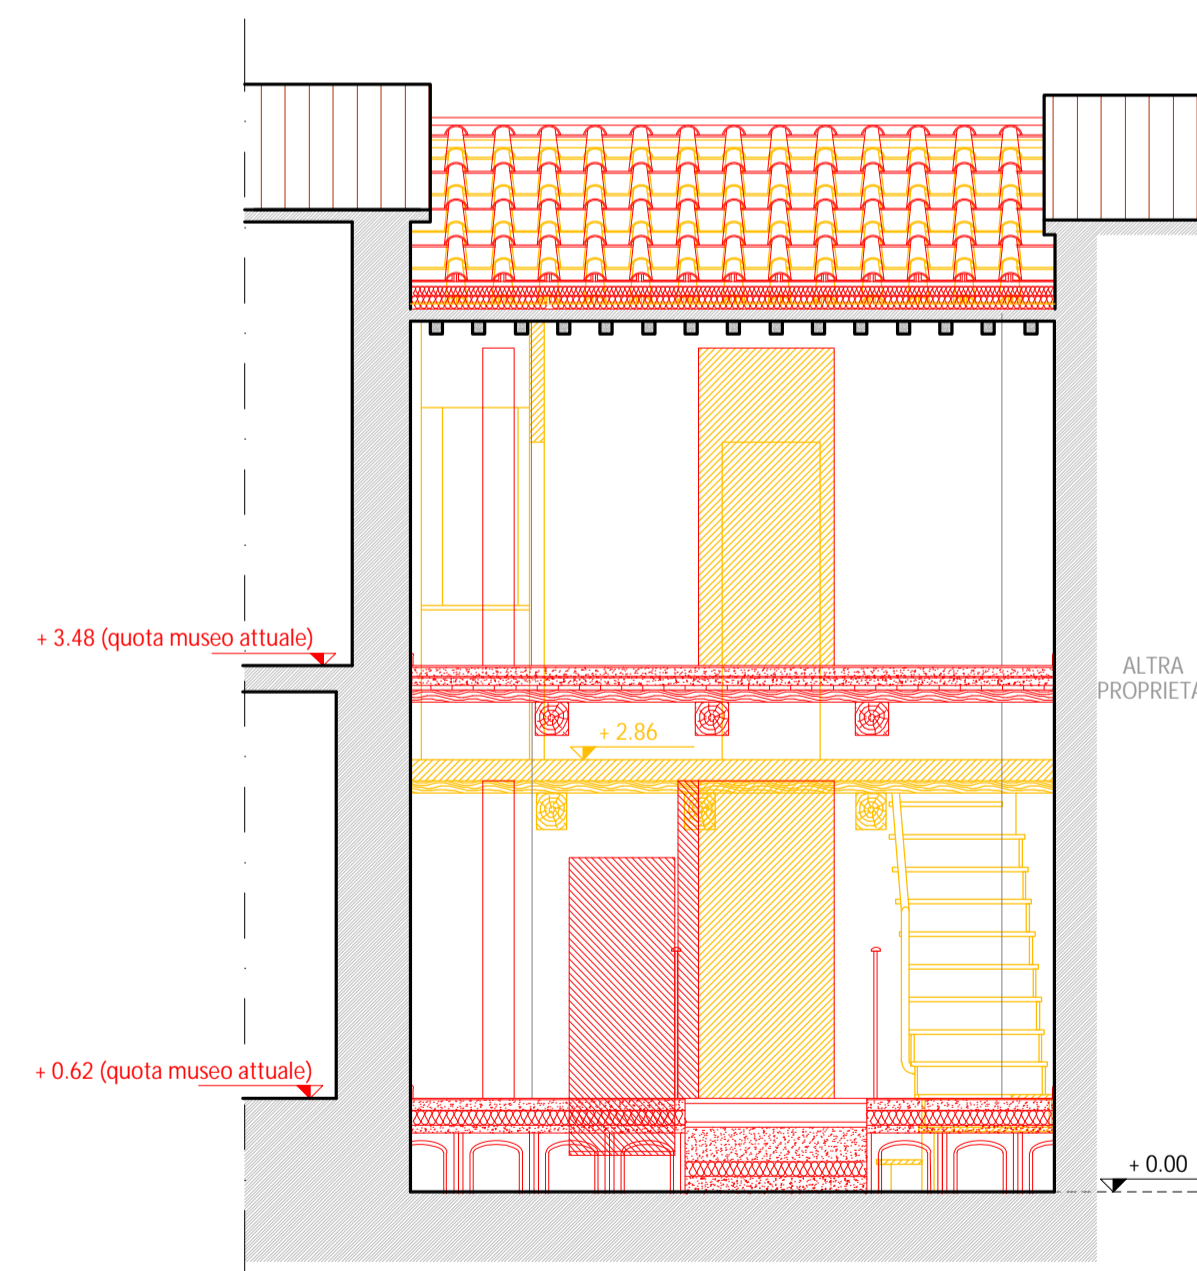 + 3.48 (quota museo attuale)
ALTRA
PROPRIETA
+ 2.86
+ 0.62 (quota museo attuale)
+ 0.00